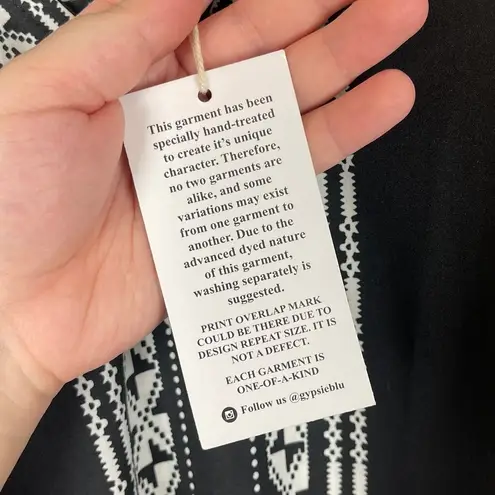 This garment has been
specially hand-treated
to create it's unique
character. Therefore,
no two garments are
alike, and some
variations may exist
from one garment to
another. Due to the
advanced dyed nature
of this garment,
washing separately is
suggested.
PRINT OVERLAP MARK
COULD BE THERE DUE TO
DESIGN REPEAT SIZE. IT IS
NOT A DEFECT.
EACH GARMENT IS
ONE-OF-A-KIND
Follow us @gypsieblu